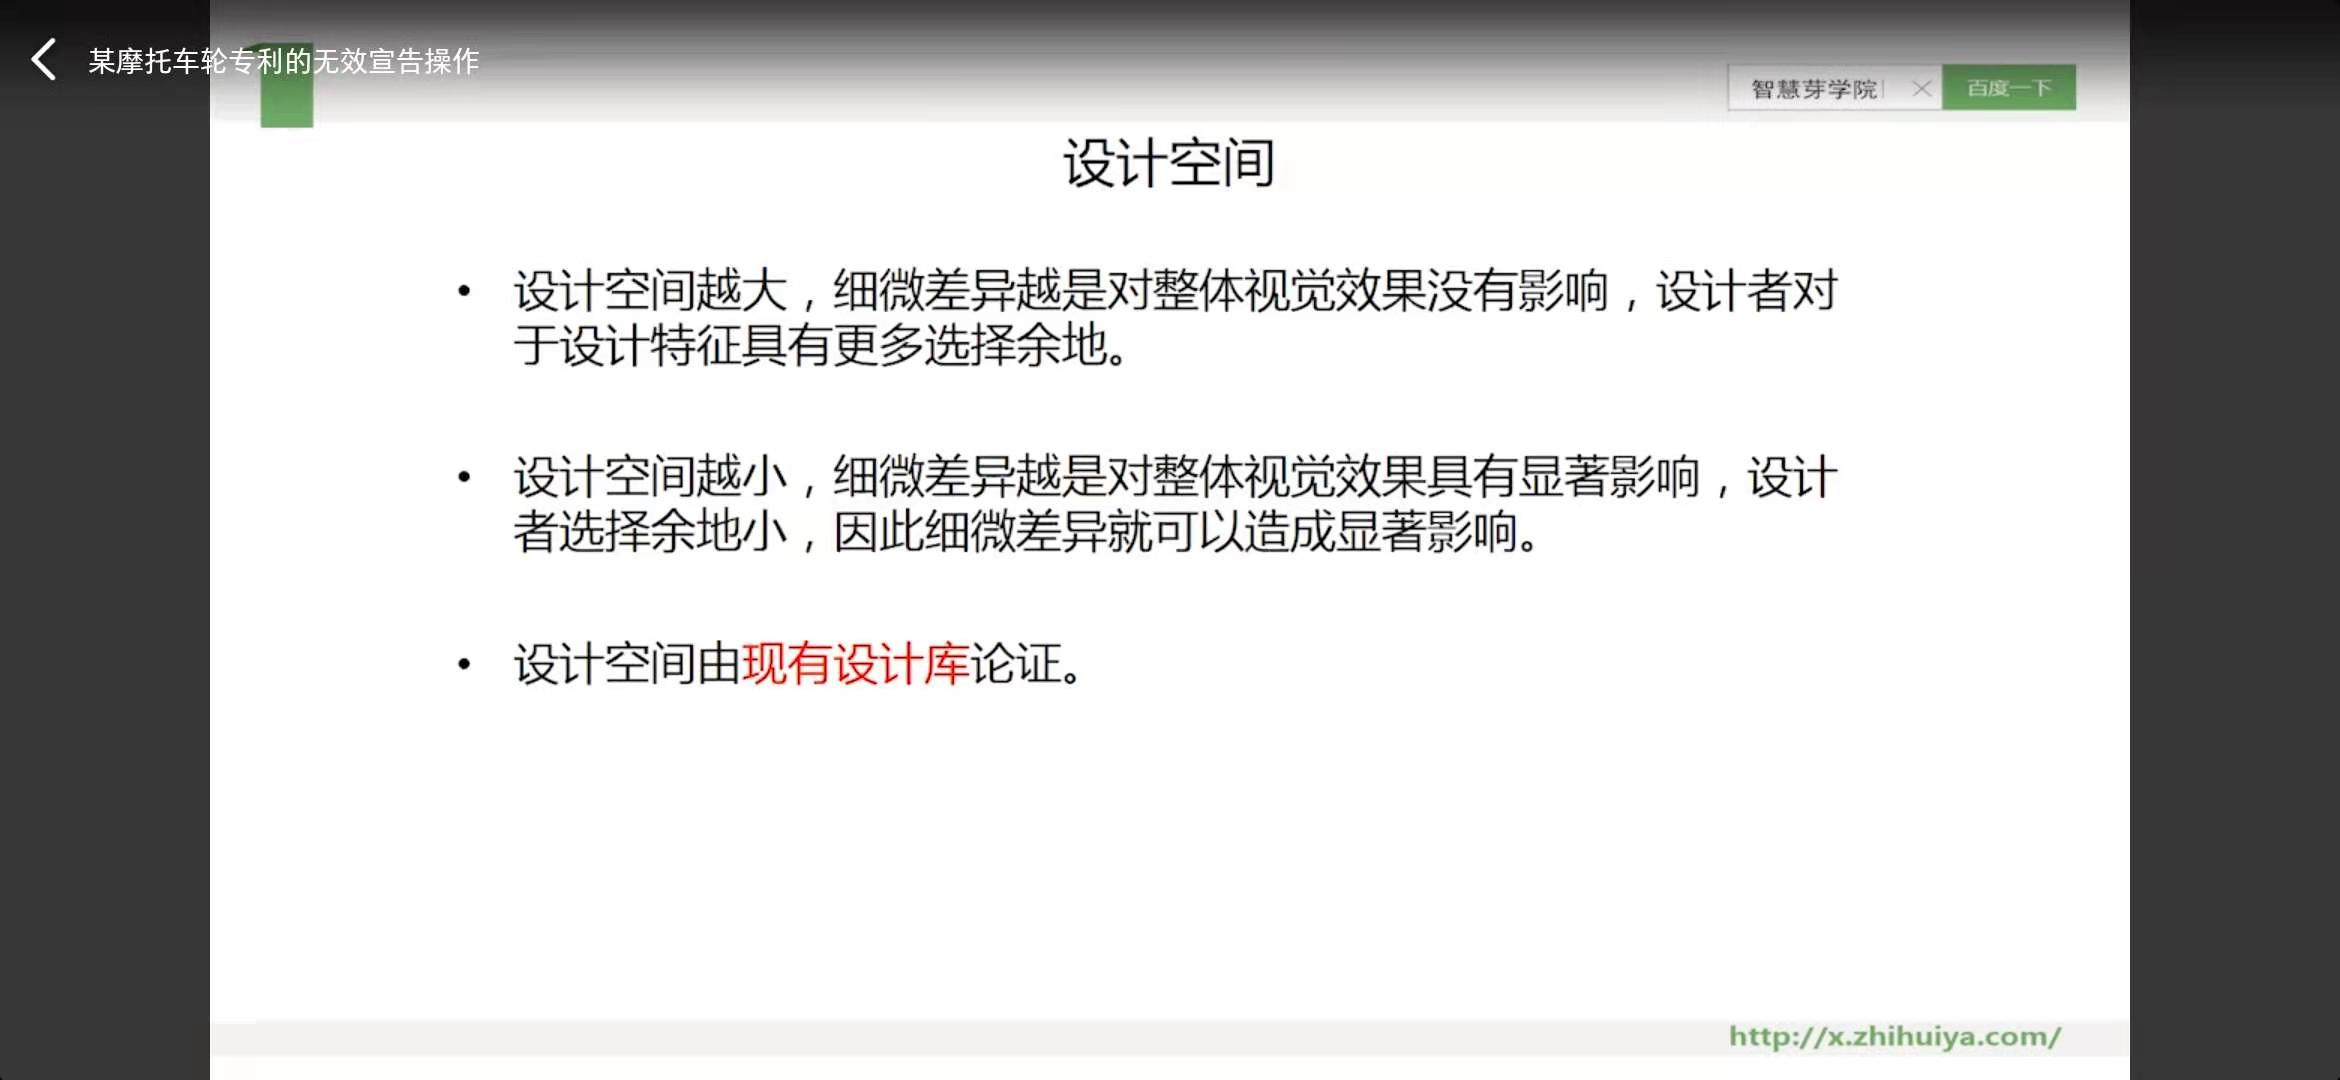 某摩托车轮专利的无效宣告操作
智慧芽学院
百度一下
设计空间
• 设计空间越大，细微差异越是对整体视觉效果没有影响，设计者对
于设计特征具有更多选择余地。
• 设计空间越小，细微差异越是对整体视觉效果具有显著影响，设计
者选择余地小，因此细微差异就可以造成显著影响。
• 设计空间由现有设计库论证。
http://x.zhihuiya.com/